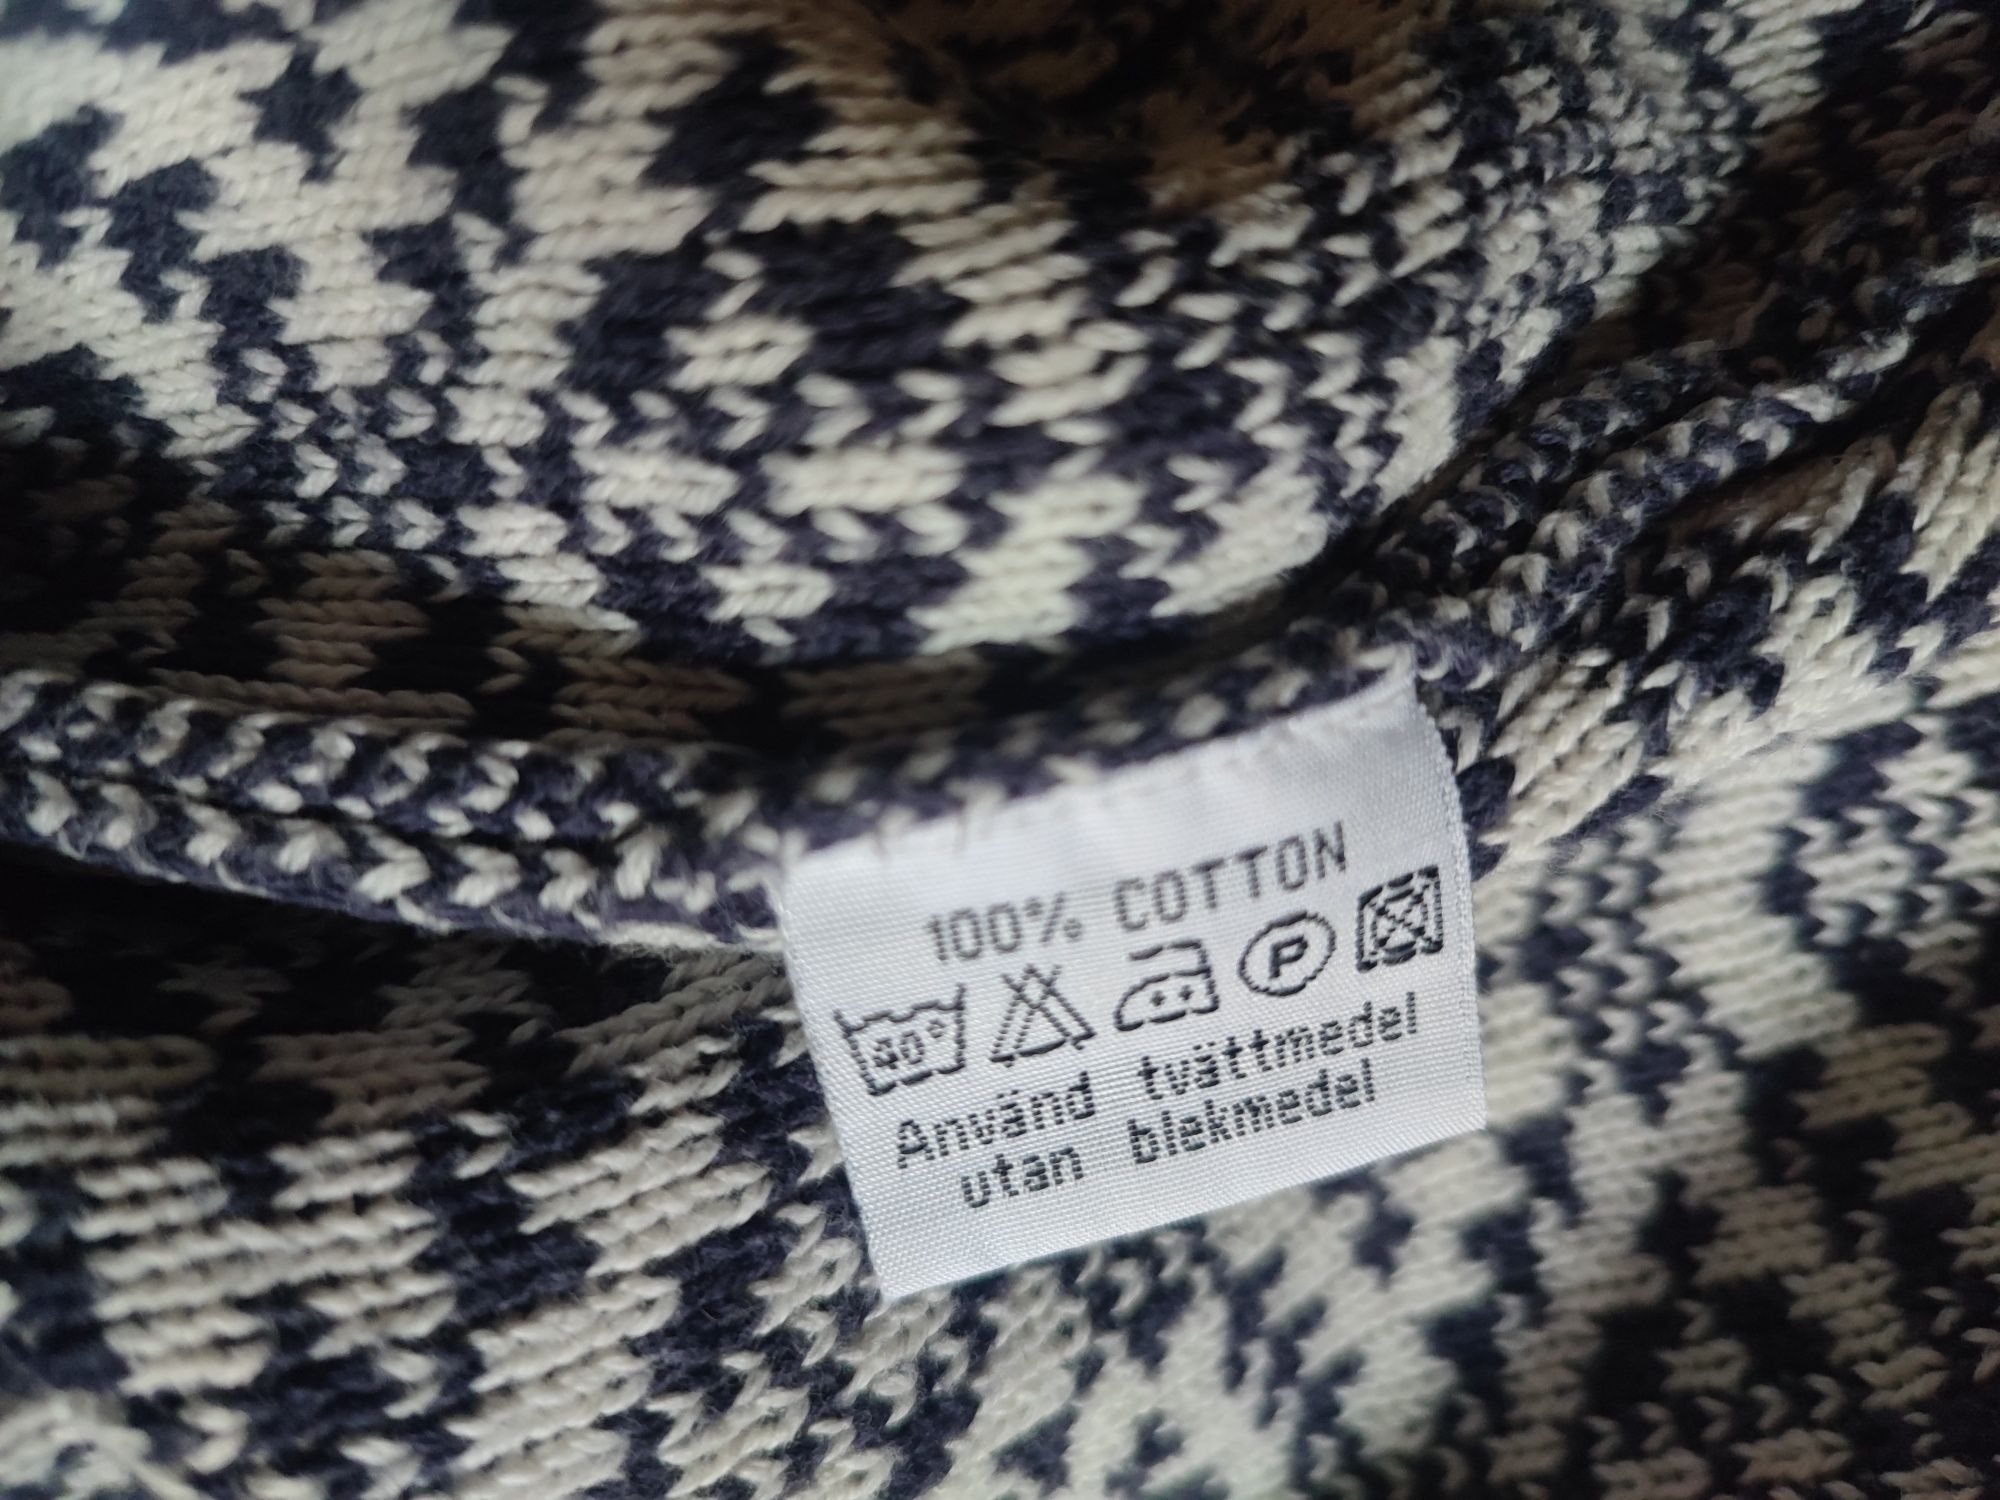 100% COTTON
40° P
Använd tvättmedel
utan blekmedel